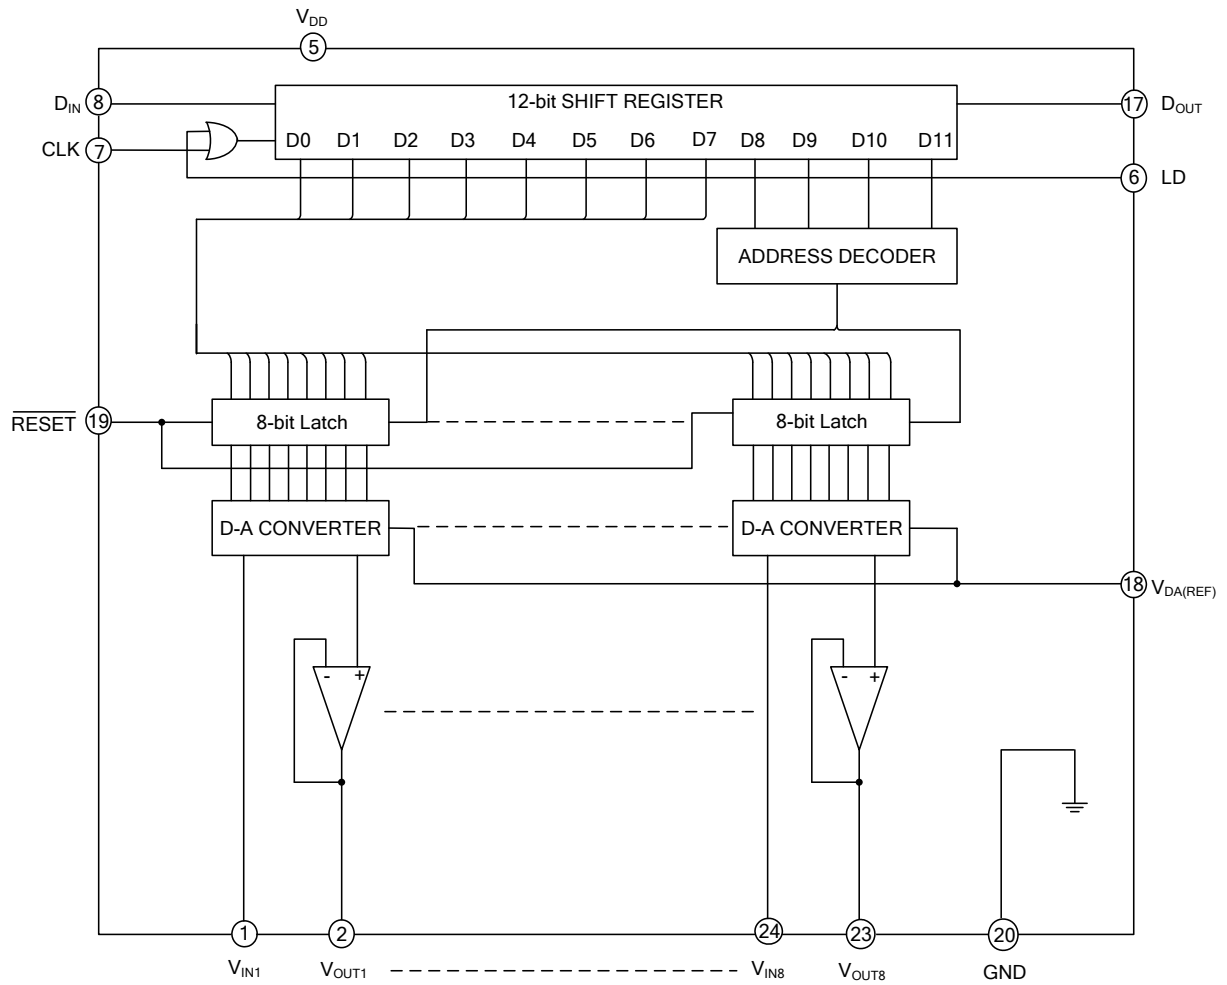 V_DD
5
D_IN
8
12-bit SHIFT REGISTER
17
D_OUT
CLK
7
D0 D1 D2 D3 D4 D5 D6 D7 D8 D9 D10 D11
6
LD
ADDRESS DECODER
RESET
19
8-bit Latch
8-bit Latch
D-A CONVERTER
D-A CONVERTER
18
V_DA(REF)
- +
- +
1
2
24
23
20
V_IN1
V_OUT1
V_IN8
V_OUT8
GND